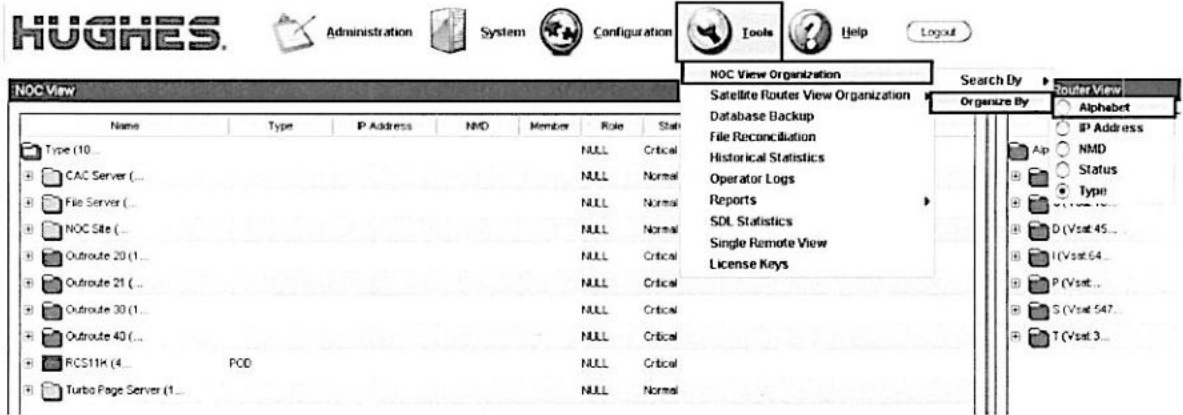 HUGHES.
Administration
System
Configuration
Tools
Help
Logout
NOC View
Name Type IP Address NMD Member Role
Type (10... NULL Critical
CAC Server (... NULL Normal
File Server (... NULL Normal
NOC Site (... NULL Normal
Outroute 20 (1... NULL Critical
Outroute 21 (... NULL Critical
Outroute 30 (1... NULL Critical
Outroute 40 (... NULL Critical
RCS11K (4... POD NULL Critical
Turbo Page Server (1... NULL Normal
NOC View Organization
Satellite Router View Organization
Database Backup
File Reconciliation
Historical Statistics
Operator Logs
Reports
SDL Statistics
Single Remote View
License Keys
Search By
Organize By
Router View
Alphabet
IP Address
NMD
Status
Type
D (Vsat 45...
I (Vsat 64...
P (Vsat...
S (Vsat 547...
T (Vsat 3...